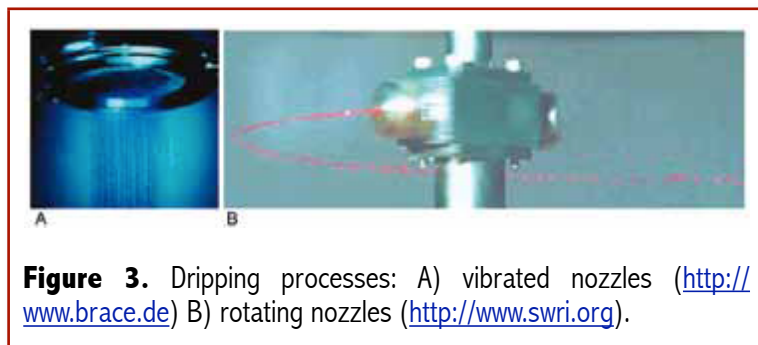 A B
Figure 3. Dripping processes: A) vibrated nozzles (http://
www.brace.de) B) rotating nozzles (http://www.swri.org).